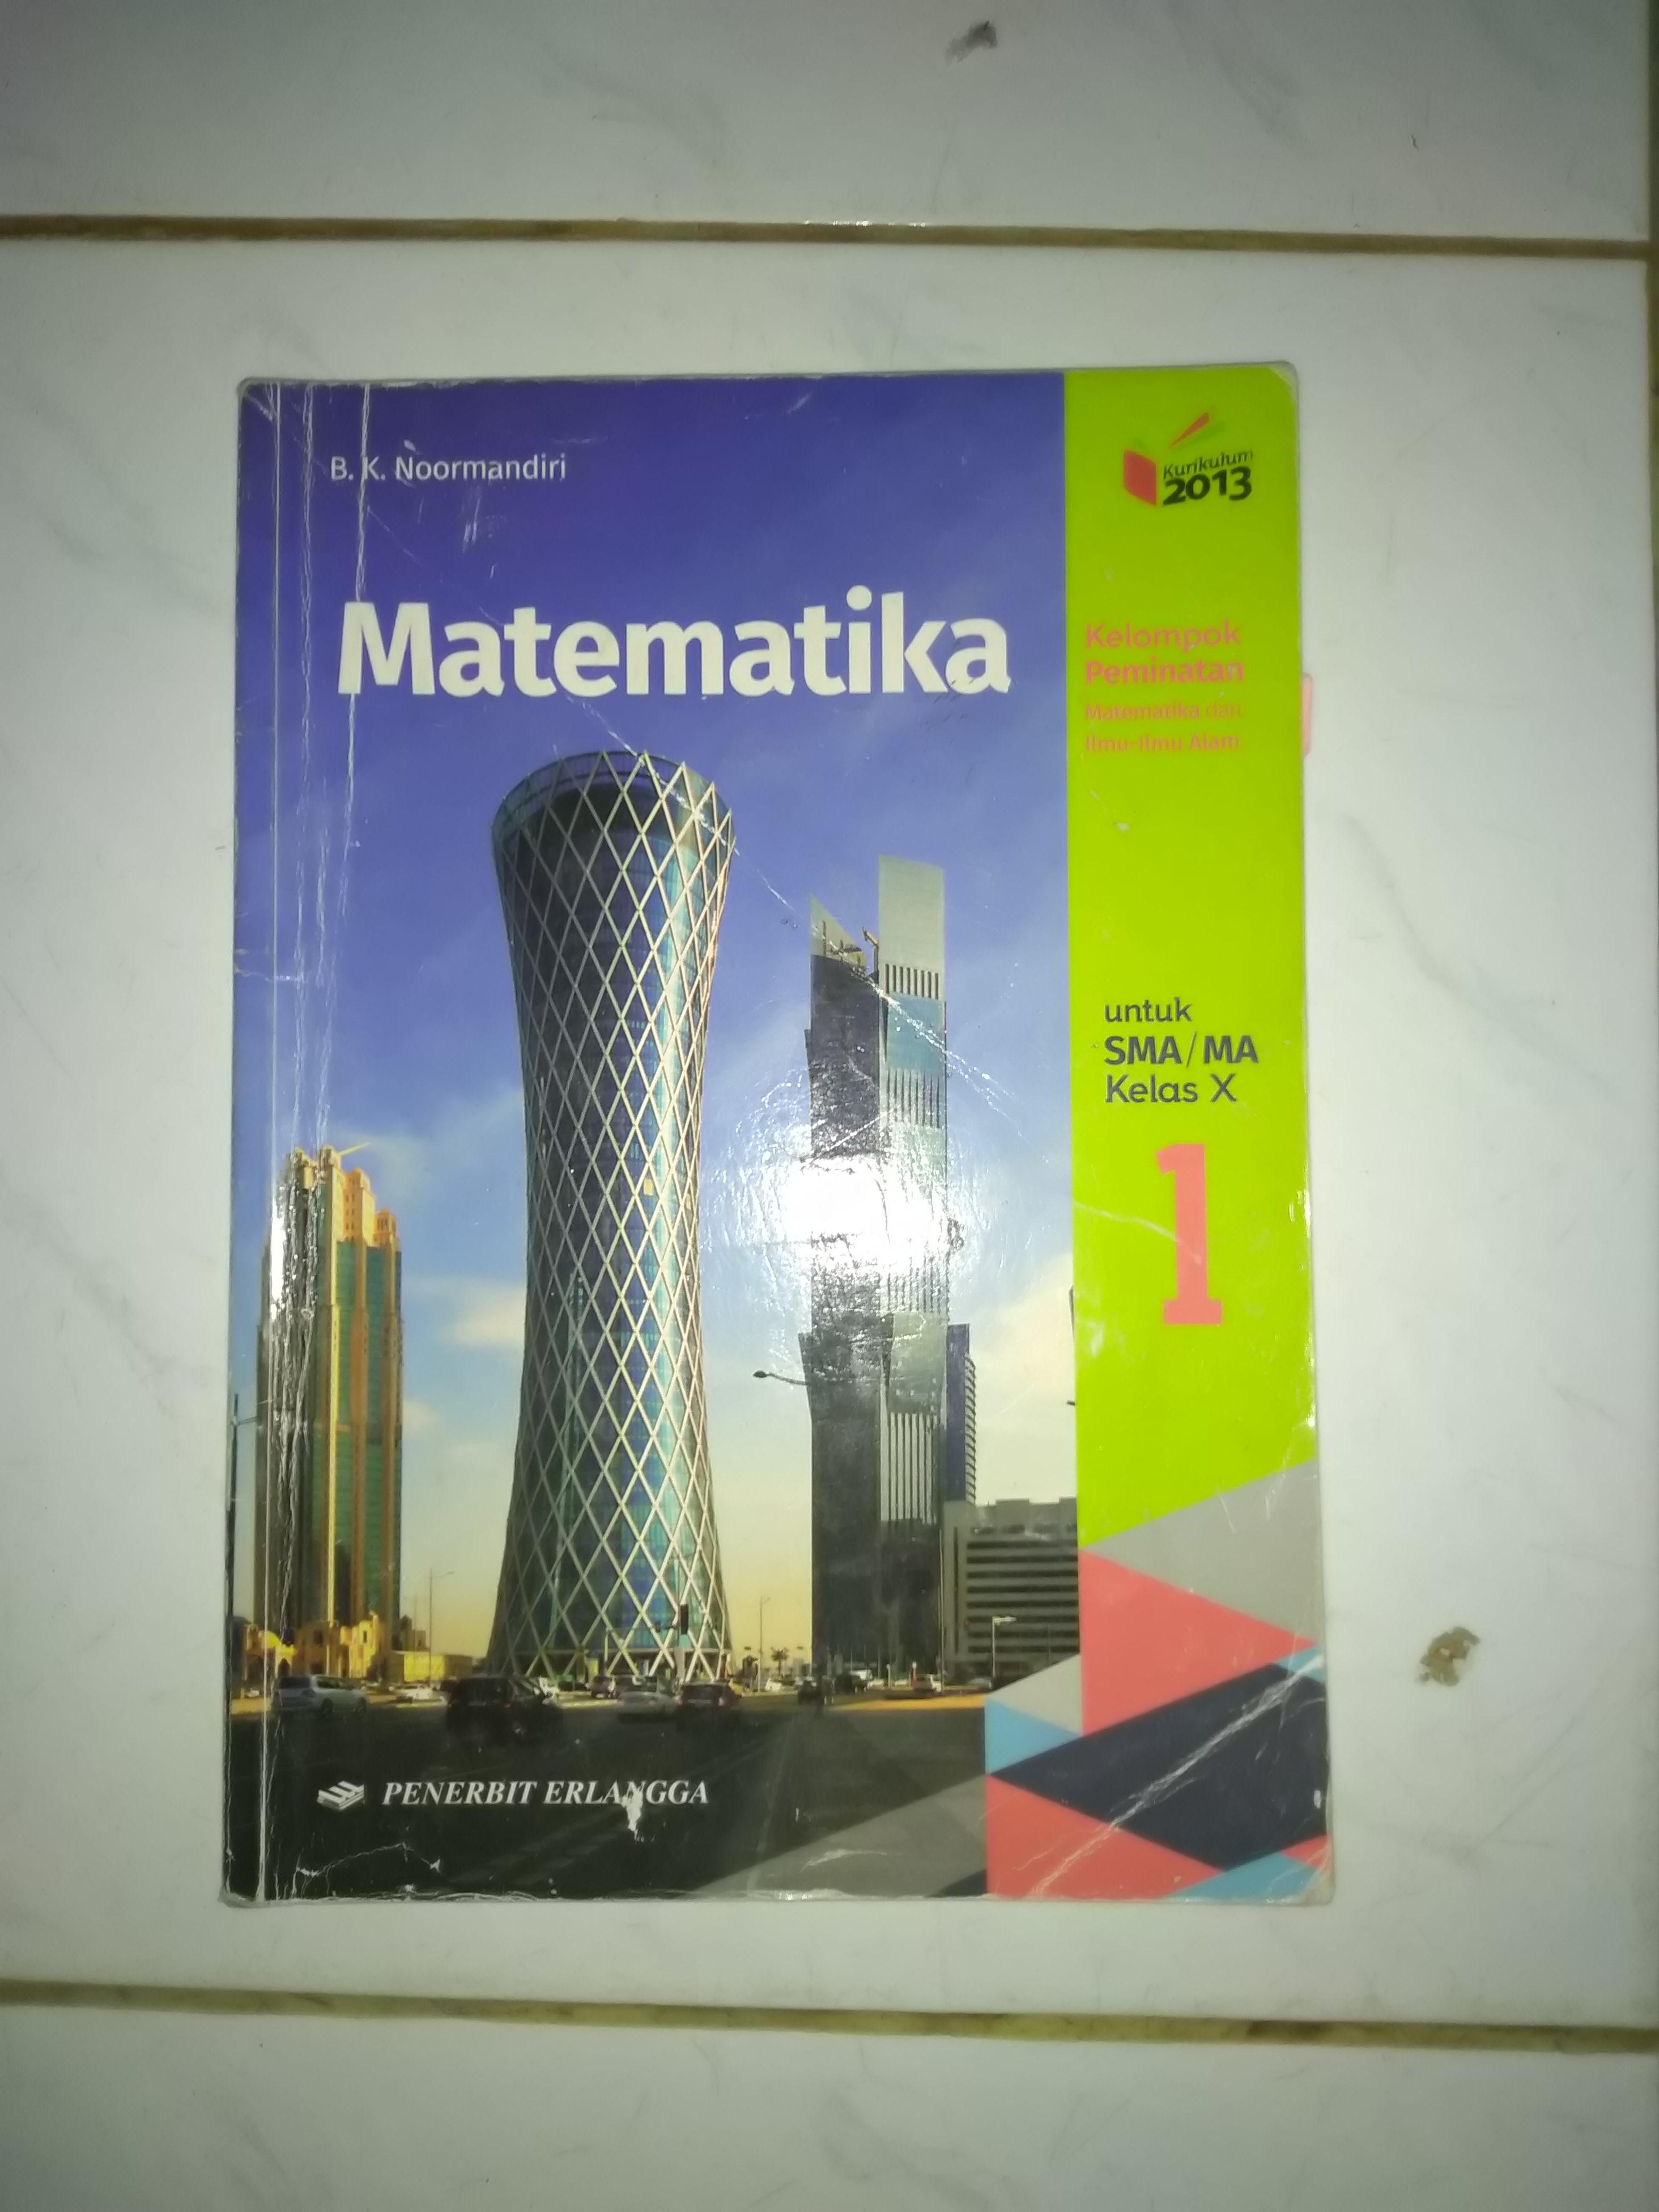 B. K. Noormandiri
Matematika
Kurikulum
2013
Kelompok
Peminatan
Matematika dan
Ilmu-Ilmu Alam
untuk
SMA/MA
Kelas X
1
PENERBIT ERLANGGA